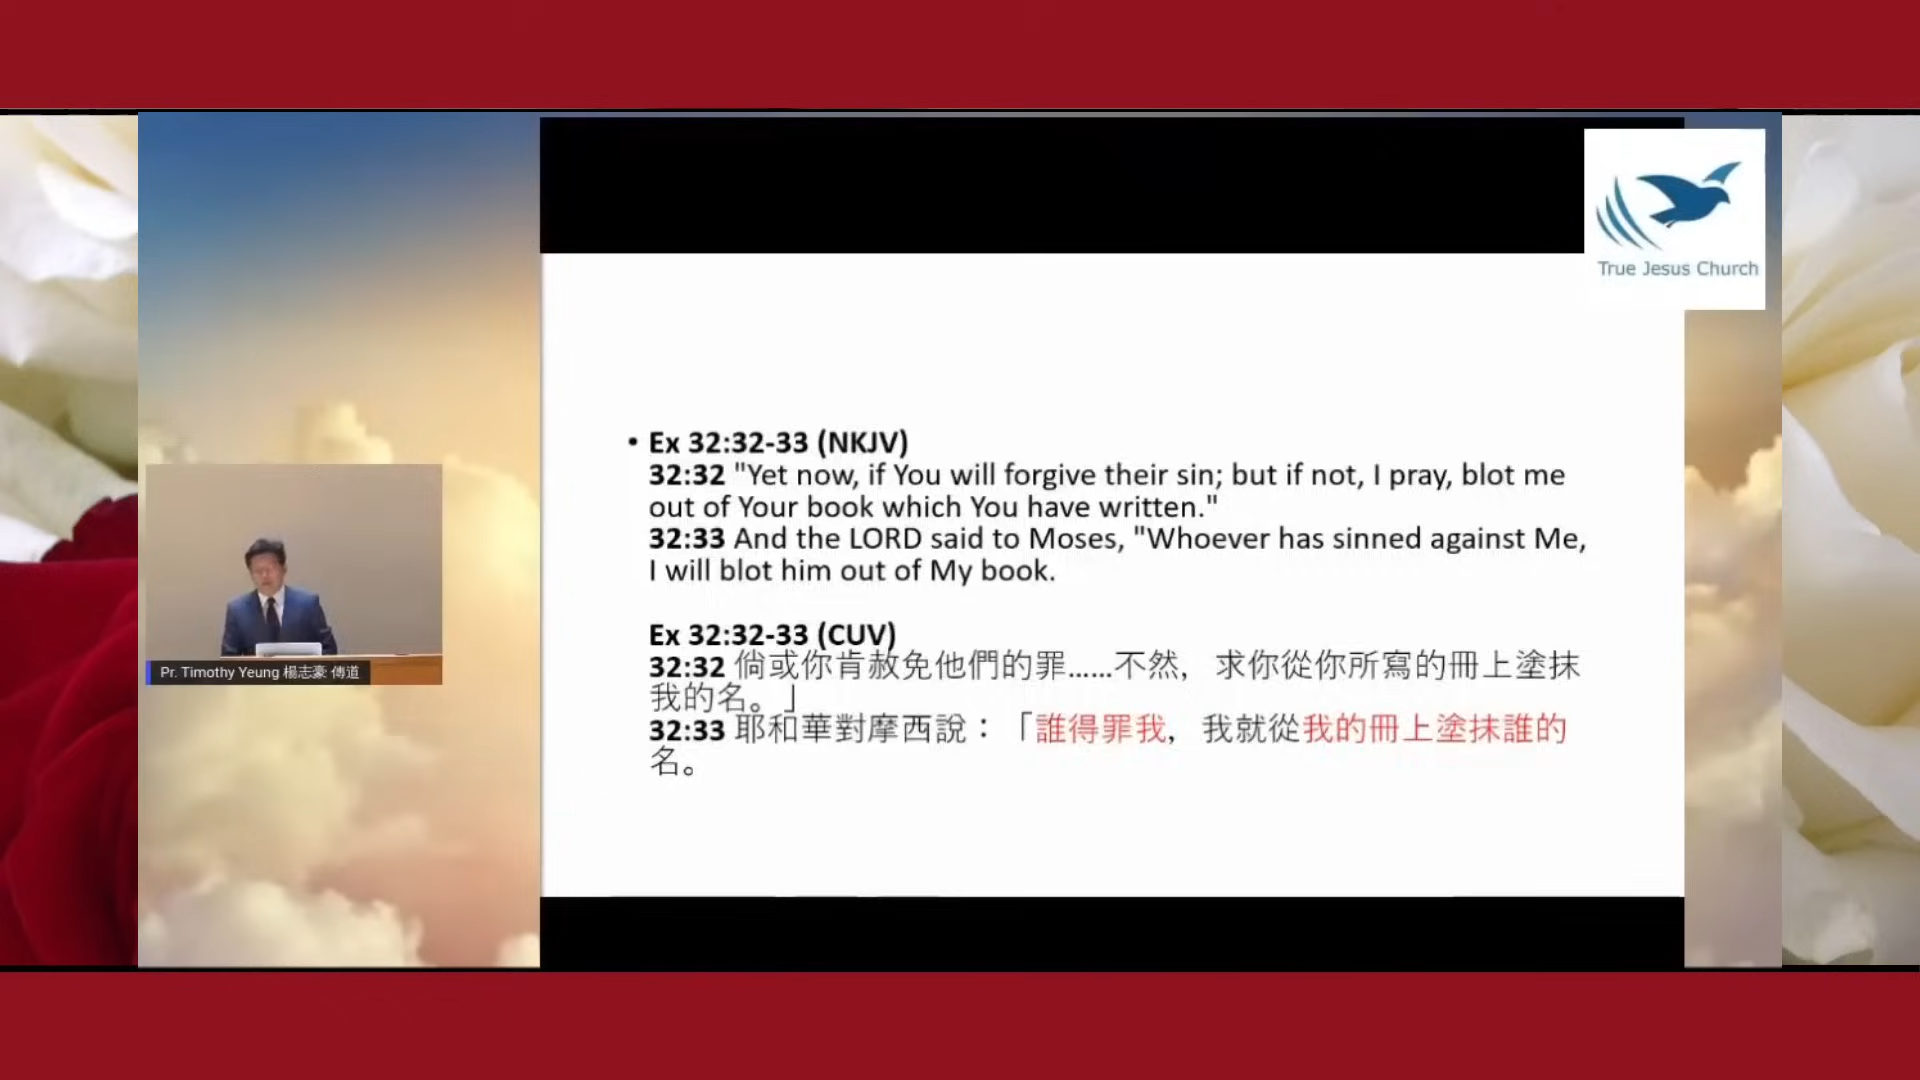 True Jesus Church
• Ex 32:32-33 (NKJV)
32:32 "Yet now, if You will forgive their sin; but if not, I pray, blot me
out of Your book which You have written."
32:33 And the LORD said to Moses, "Whoever has sinned against Me,
I will blot him out of My book.
Ex 32:32-33 (CUV)
32:32 倘或你肯赦免他們的罪……不然，求你從你所寫的冊上塗抹
我的名。」
32:33 耶和華對摩西說：「誰得罪我，我就從我的冊上塗抹誰的
名。
Pr. Timothy Yeung 楊志豪 傳道